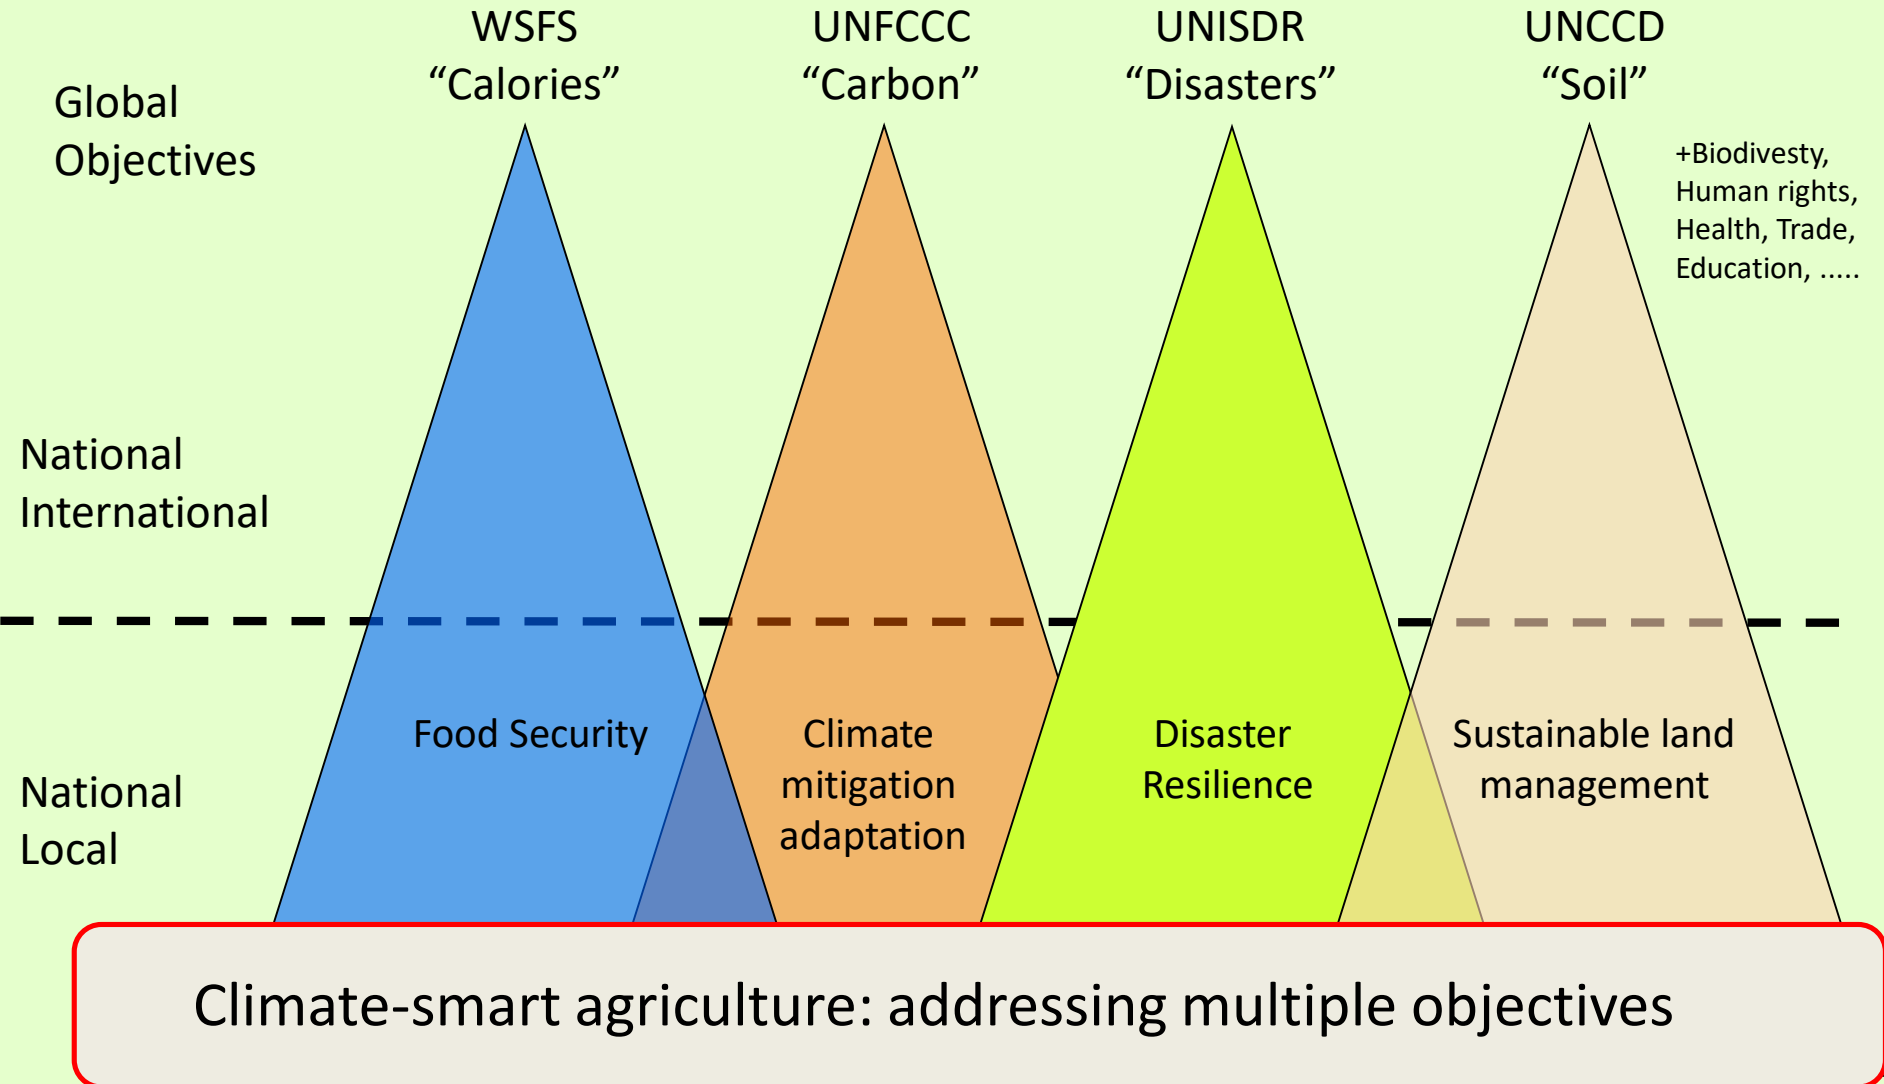 WSFS
“Calories”
UNFCCC
“Carbon”
UNISDR
“Disasters”
UNCCD
“Soil”
Global
Objectives
+Biodivesty,
Human rights,
Health, Trade,
Education, .....
National
International
Food Security
Climate
mitigation
adaptation
Disaster
Resilience
Sustainable land
management
National
Local
Climate-smart agriculture: addressing multiple objectives